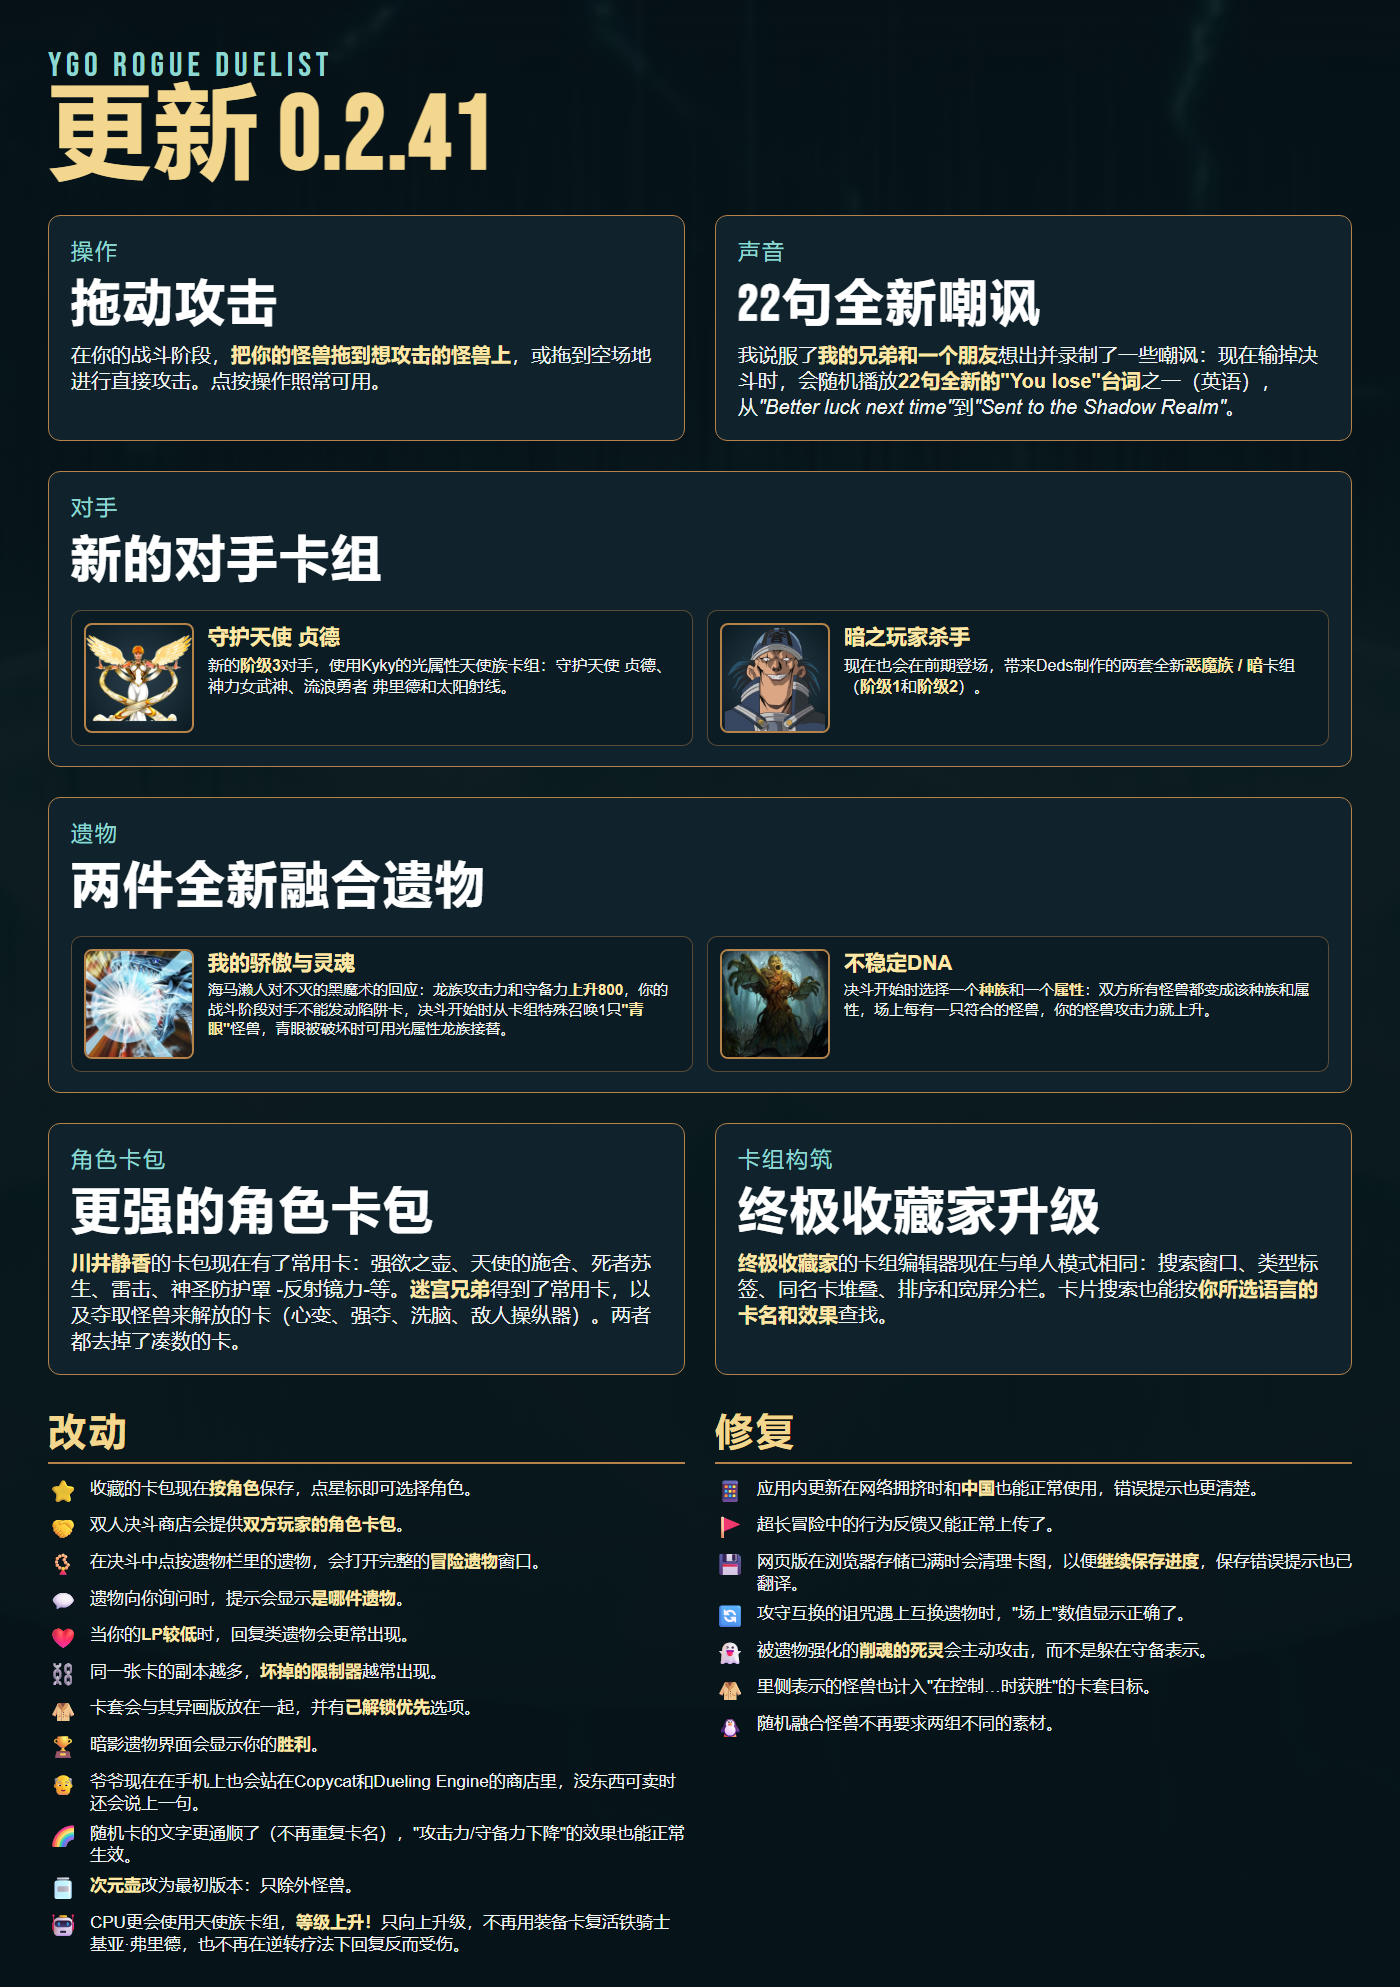 YGO ROGUE DUELIST
更新 0.2.41
操作
拖动攻击
在你的战斗阶段，把你的怪兽拖到想攻击的怪兽上，或拖到空场地
进行直接攻击。点按操作照常可用。
声音
22句全新嘲讽
我说服了我的兄弟和一个朋友想出并录制了一些嘲讽：现在输掉决
斗时，会随机播放22句全新的"You lose"台词之一（英语），
从"Better luck next time"到"Sent to the Shadow Realm"。
对手
新的对手卡组
守护天使 贞德
新的阶级3对手，使用Kyky的光属性天使族卡组：守护天使 贞德、
神力女武神、流浪勇者 弗里德和太阳射线。
暗之玩家杀手
现在也会在前期登场，带来Deds制作的两套全新恶魔族 / 暗卡组
（阶级1和阶级2）。
遗物
两件全新融合遗物
我的骄傲与灵魂
海马濑人对不灭的黑魔术的回应：龙族攻击力和守备力上升800，你的
战斗阶段对手不能发动陷阱卡，决斗开始时从卡组特殊召唤1只"青
眼"怪兽，青眼被破坏时可用光属性龙族接替。
不稳定DNA
决斗开始时选择一个种族和一个属性：双方所有怪兽都变成该种族和属
性，场上每有一只符合的怪兽，你的怪兽攻击力就上升。
角色卡包
更强的角色卡包
川井静香的卡包现在有了常用卡：强欲之壶、天使的施舍、死者苏
生、雷击、神圣防护罩 -反射镜力-等。迷宫兄弟得到了常用卡，以
及夺取怪兽来解放的卡（心变、强夺、洗脑、敌人操纵器）。两者
都去掉了凑数的卡。
卡组构筑
终极收藏家升级
终极收藏家的卡组编辑器现在与单人模式相同：搜索窗口、类型标
签、同名卡堆叠、排序和宽屏分栏。卡片搜索也能按你所选语言的
卡名和效果查找。
改动
收藏的卡包现在按角色保存，点星标即可选择角色。
双人决斗商店会提供双方玩家的角色卡包。
在决斗中点按遗物栏里的遗物，会打开完整的冒险遗物窗口。
遗物向你询问时，提示会显示是哪件遗物。
当你的LP较低时，回复类遗物会更常出现。
同一张卡的副本越多，坏掉的限制器越常出现。
卡套会与其异画版放在一起，并有已解锁优先选项。
暗影遗物界面会显示你的胜利。
爷爷现在在手机上也会站在Copycat和Dueling Engine的商店里，没东西可卖时
还会说上一句。
随机卡的文字更通顺了（不再重复卡名），"攻击力/守备力下降"的效果也能正常
生效。
次元壶改为最初版本：只除外怪兽。
CPU更会使用天使族卡组，等级上升！只向上升级，不再用装备卡复活铁骑士
基亚·弗里德，也不再在逆转疗法下回复反而受伤。
修复
应用内更新在网络拥挤时和中国也能正常使用，错误提示也更清楚。
超长冒险中的行为反馈又能正常上传了。
网页版在浏览器存储已满时会清理卡图，以便继续保存进度，保存错误提示也已
翻译。
攻守互换的诅咒遇上互换遗物时，"场上"数值显示正确了。
被遗物强化的削魂的死灵会主动攻击，而不是躲在守备表示。
里侧表示的怪兽也计入"在控制…时获胜"的卡套目标。
随机融合怪兽不再要求两组不同的素材。